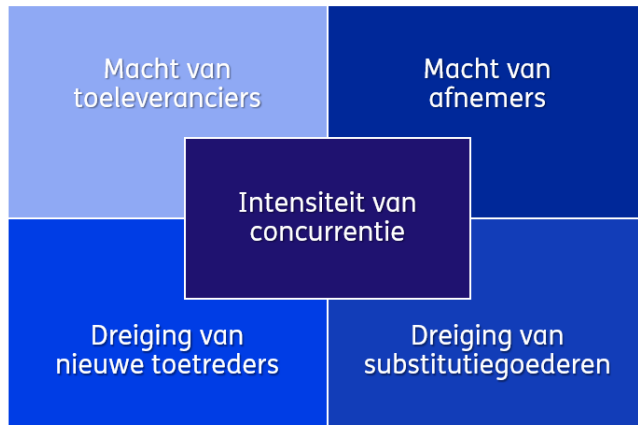 Macht van
toeleveranciers
Macht van
afnemers
Intensiteit van
concurrentie
Dreiging van
nieuwe toetreders
Dreiging van
substitutiegoederen